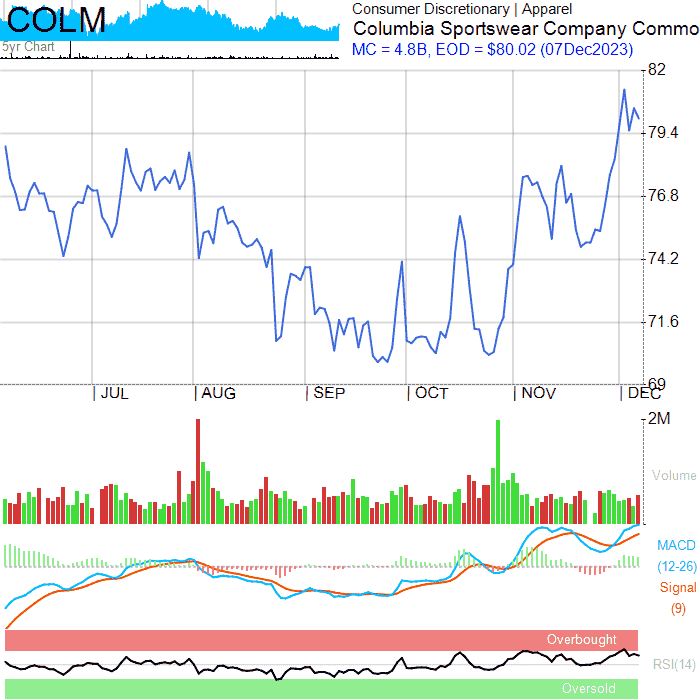 COLM
5yr Chart
Consumer Discretionary | Apparel
Columbia Sportswear Company Commo
MC = 4.8B, EOD = $80.02 (07Dec2023)
82
79.4
76.8
74.2
71.6
69
JUL AUG SEP OCT NOV DEC
2M
Volume
MACD
(12-26)
Signal
(9)
Overbought
RSI(14)
Oversold